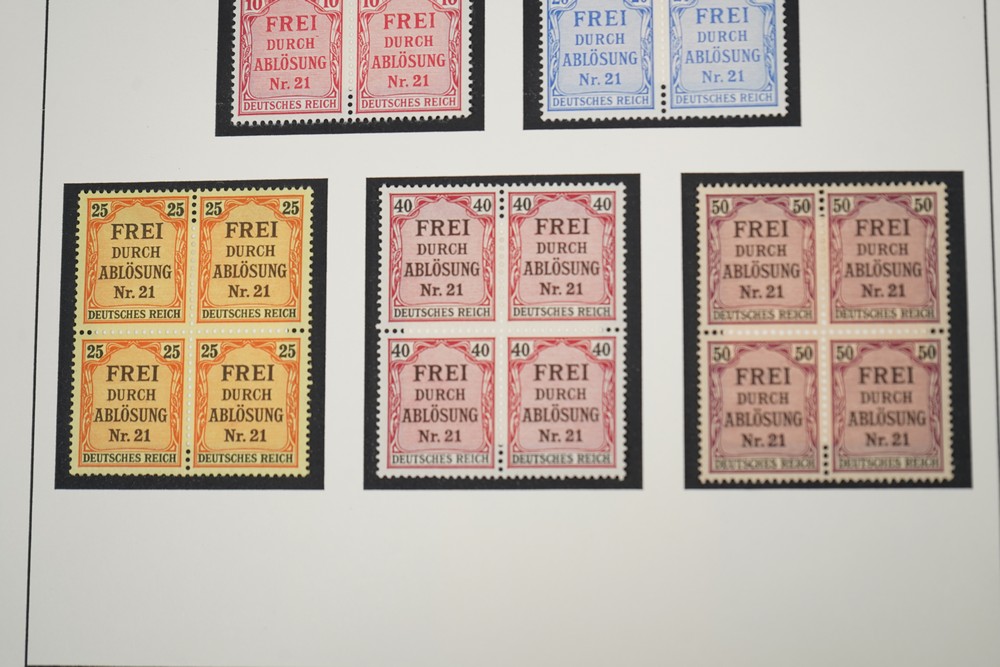 10 10
FREI FREI
DURCH DURCH
ABLÖSUNG ABLÖSUNG
Nr. 21 Nr. 21
DEUTSCHES REICH DEUTSCHES REICH
20 20
FREI FREI
DURCH DURCH
ABLÖSUNG ABLÖSUNG
Nr. 21 Nr. 21
DEUTSCHES REICH DEUTSCHES REICH
25 25 25 25
FREI FREI
DURCH DURCH
ABLÖSUNG ABLÖSUNG
Nr. 21 Nr. 21
DEUTSCHES REICH DEUTSCHES REICH
25 25 25 25
FREI FREI
DURCH DURCH
ABLÖSUNG ABLÖSUNG
Nr. 21 Nr. 21
DEUTSCHES REICH DEUTSCHES REICH
40 40 40 40
FREI FREI
DURCH DURCH
ABLÖSUNG ABLÖSUNG
Nr. 21 Nr. 21
DEUTSCHES REICH DEUTSCHES REICH
40 40 40 40
FREI FREI
DURCH DURCH
ABLÖSUNG ABLÖSUNG
Nr. 21 Nr. 21
DEUTSCHES REICH DEUTSCHES REICH
50 50 50 50
FREI FREI
DURCH DURCH
ABLÖSUNG ABLÖSUNG
Nr. 21 Nr. 21
DEUTSCHES REICH DEUTSCHES REICH
50 50 50 50
FREI FREI
DURCH DURCH
ABLÖSUNG ABLÖSUNG
Nr. 21 Nr. 21
DEUTSCHES REICH DEUTSCHES REICH